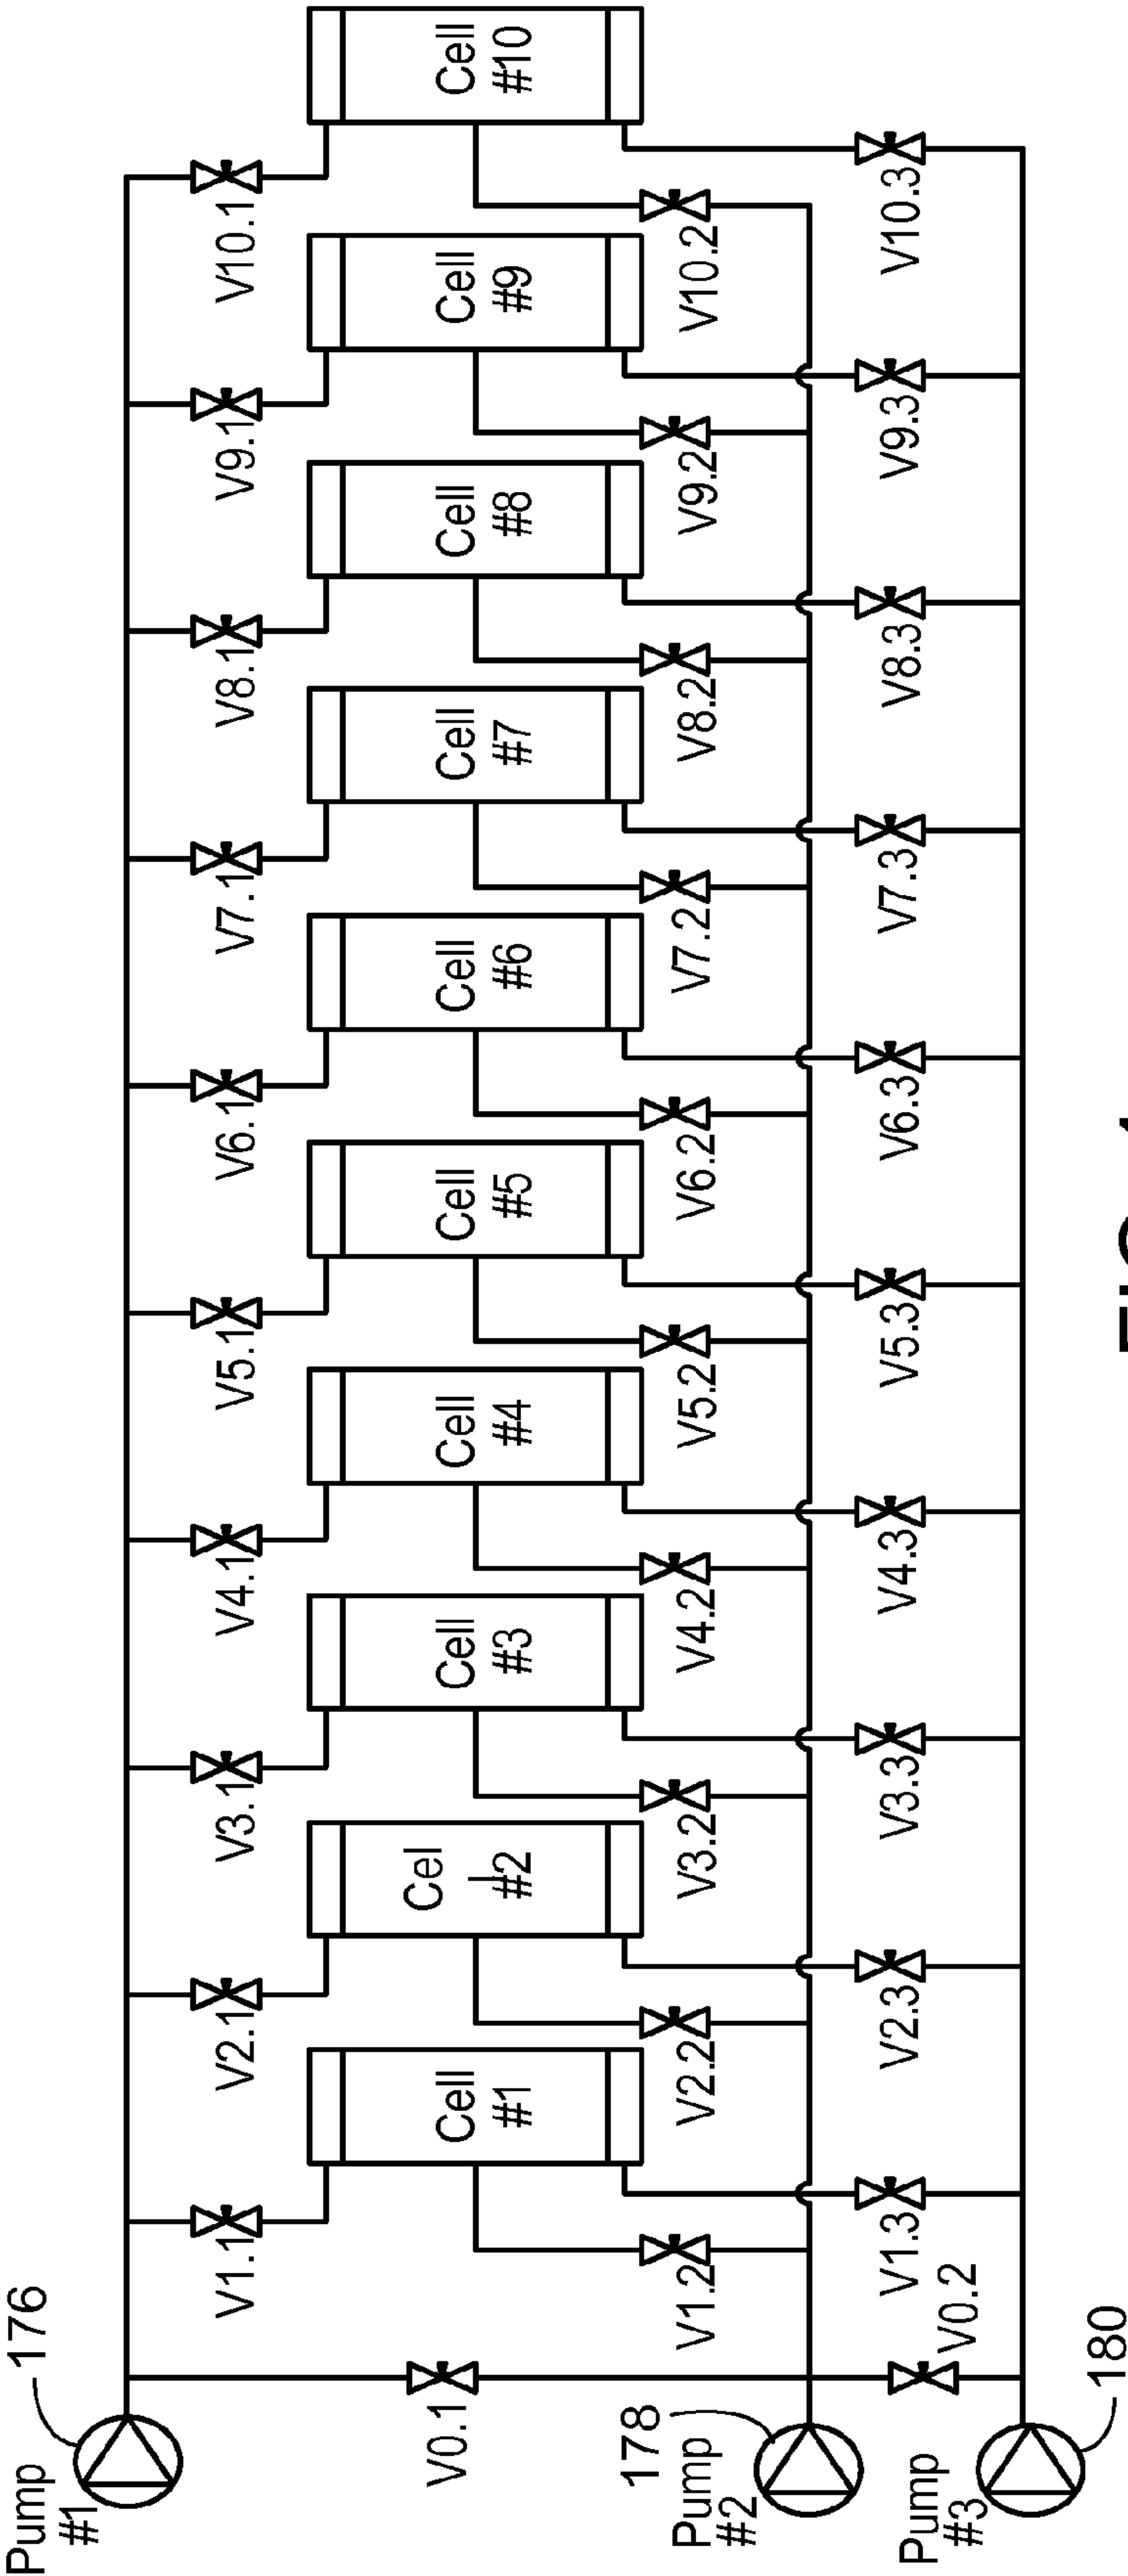 Pump
#1
176
V1.1
V2.1
V3.1
V4.1
V5.1
V6.1
V7.1
V8.1
V9.1
V10.1
Cell
#1
Cel
l
#2
Cell
#3
Cell
#4
Cell
#5
Cell
#6
Cell
#7
Cell
#8
Cell
#9
Cell
#10
V0.1
178
Pump
#2
V1.2
V2.2
V3.2
V4.2
V5.2
V6.2
V7.2
V8.2
V9.2
V10.2
Pump
#3
V1.3
V2.3
V3.3
V4.3
V5.3
V6.3
V7.3
V8.3
V9.3
V10.3
V0.2
180